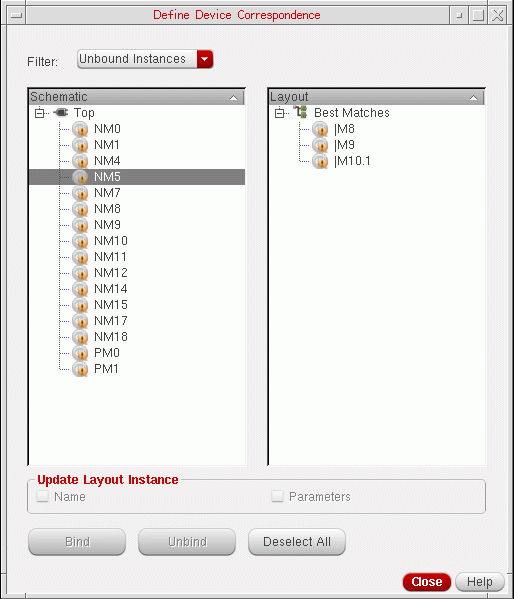 Define Device Correspondence
Filter: Unbound Instances
Schematic
Top
NM0
NM1
NM4
NM5
NM7
NM8
NM9
NM10
NM11
NM12
NM14
NM15
NM17
NM18
PM0
PM1
Layout
Best Matches
|M8
|M9
|M10.1
Update Layout Instance
Name Parameters
Bind Unbind Deselect All
Close Help